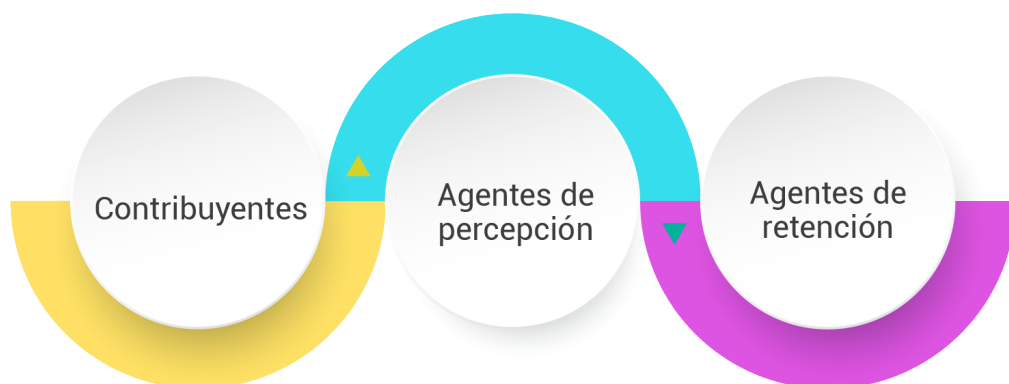 Contribuyentes
Agentes de
percepción
Agentes de
retención